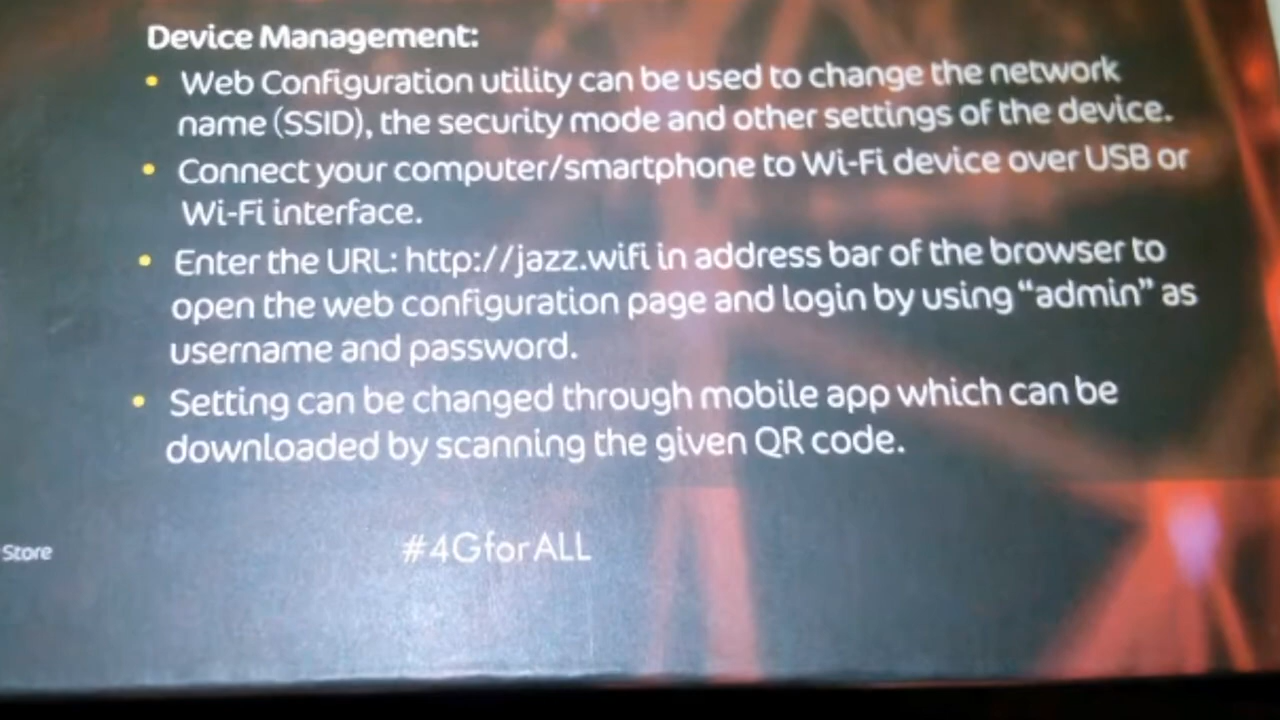 Device Management:
• Web Configuration utility can be used to change the network
name (SSID), the security mode and other settings of the device.
• Connect your computer/smartphone to Wi-Fi device over USB or
Wi-Fi interface.
• Enter the URL: http://jazz.wifi in address bar of the browser to
open the web configuration page and login by using “admin” as
username and password.
• Setting can be changed through mobile app which can be
downloaded by scanning the given QR code.
Store
#4GforALL